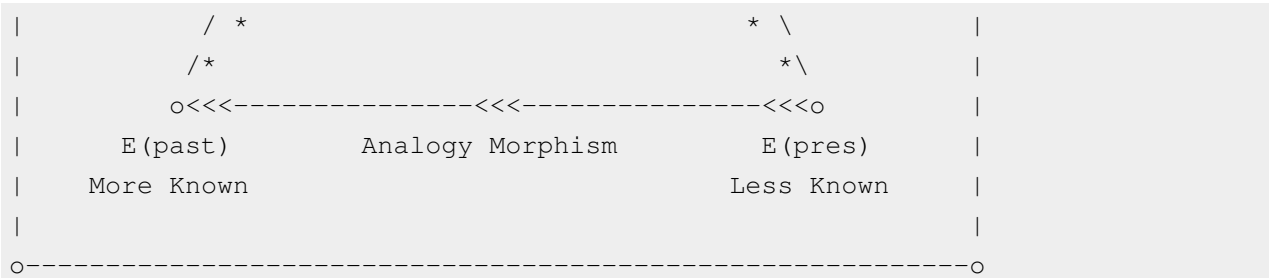 |            / *                               * \           |
|           /*                                   *\          |
|          o<<<---------------<<<---------------<<<o          |
|       E(past)       Analogy Morphism         E(pres)       |
|     More Known                              Less Known     |
|                                                            |
o-----------------------------------------------------------o